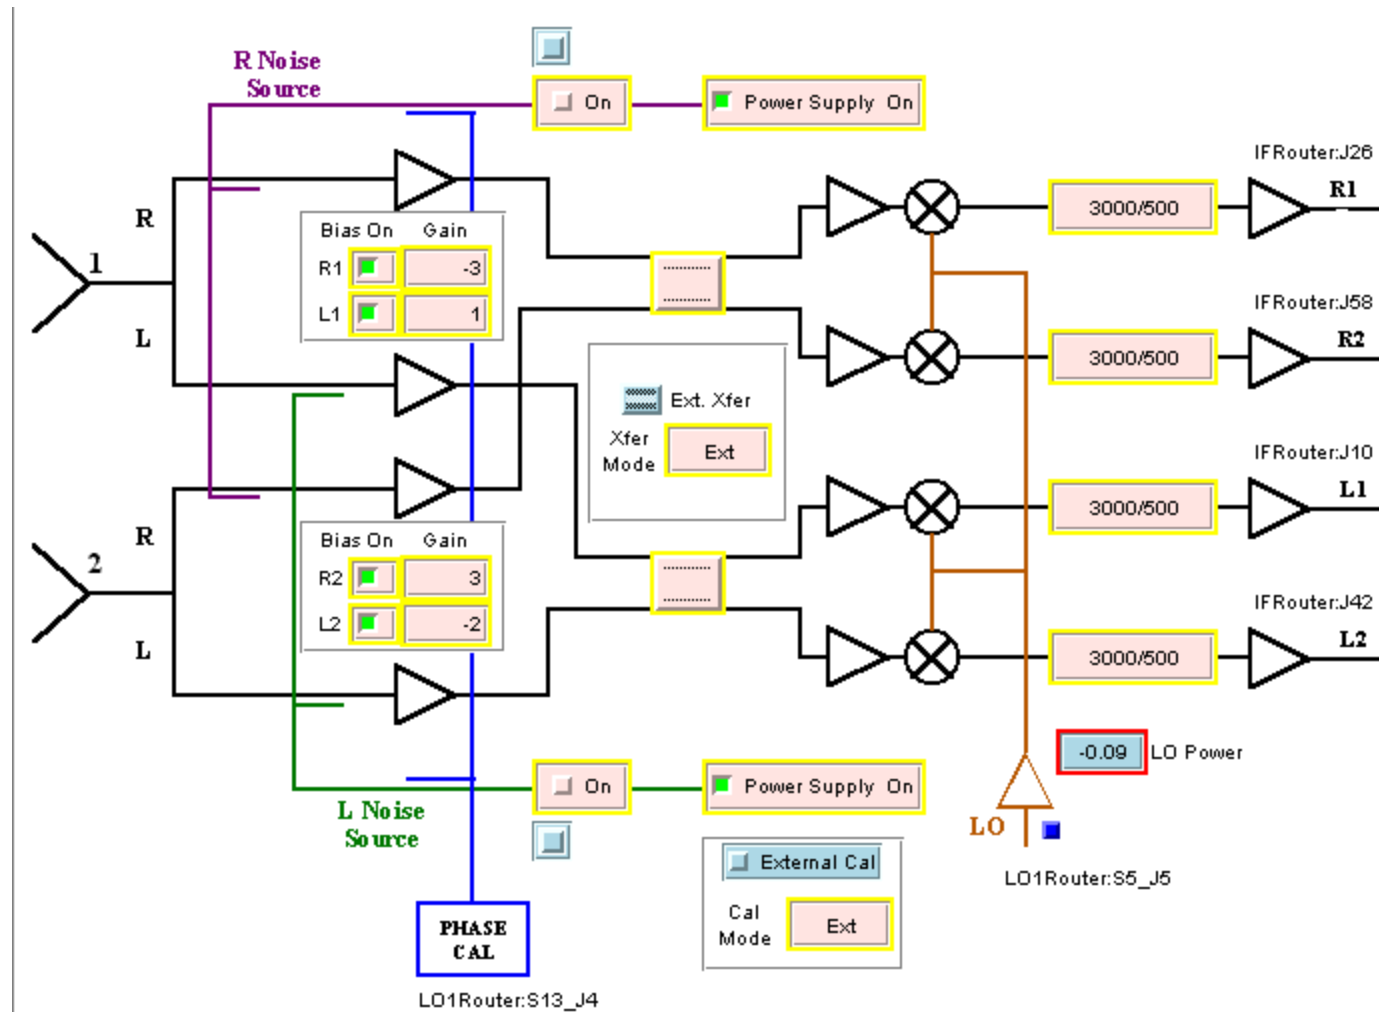 R Noise
Source
On
Power Supply On
IFRouter:J26
R1
3000/500
R
1
L
Bias On Gain
R1 -3
L1 1
IFRouter:J58
R2
3000/500
Ext. Xfer
Xfer
Mode
Ext
IFRouter:J10
L1
3000/500
R
2
L
Bias On Gain
R2 3
L2 -2
IFRouter:J42
L2
3000/500
-0.09 LO Power
L Noise
Source
On
Power Supply On
LO
LO1Router:S5_J5
External Cal
Cal
Mode
Ext
PHASE
CAL
LO1Router:S13_J4